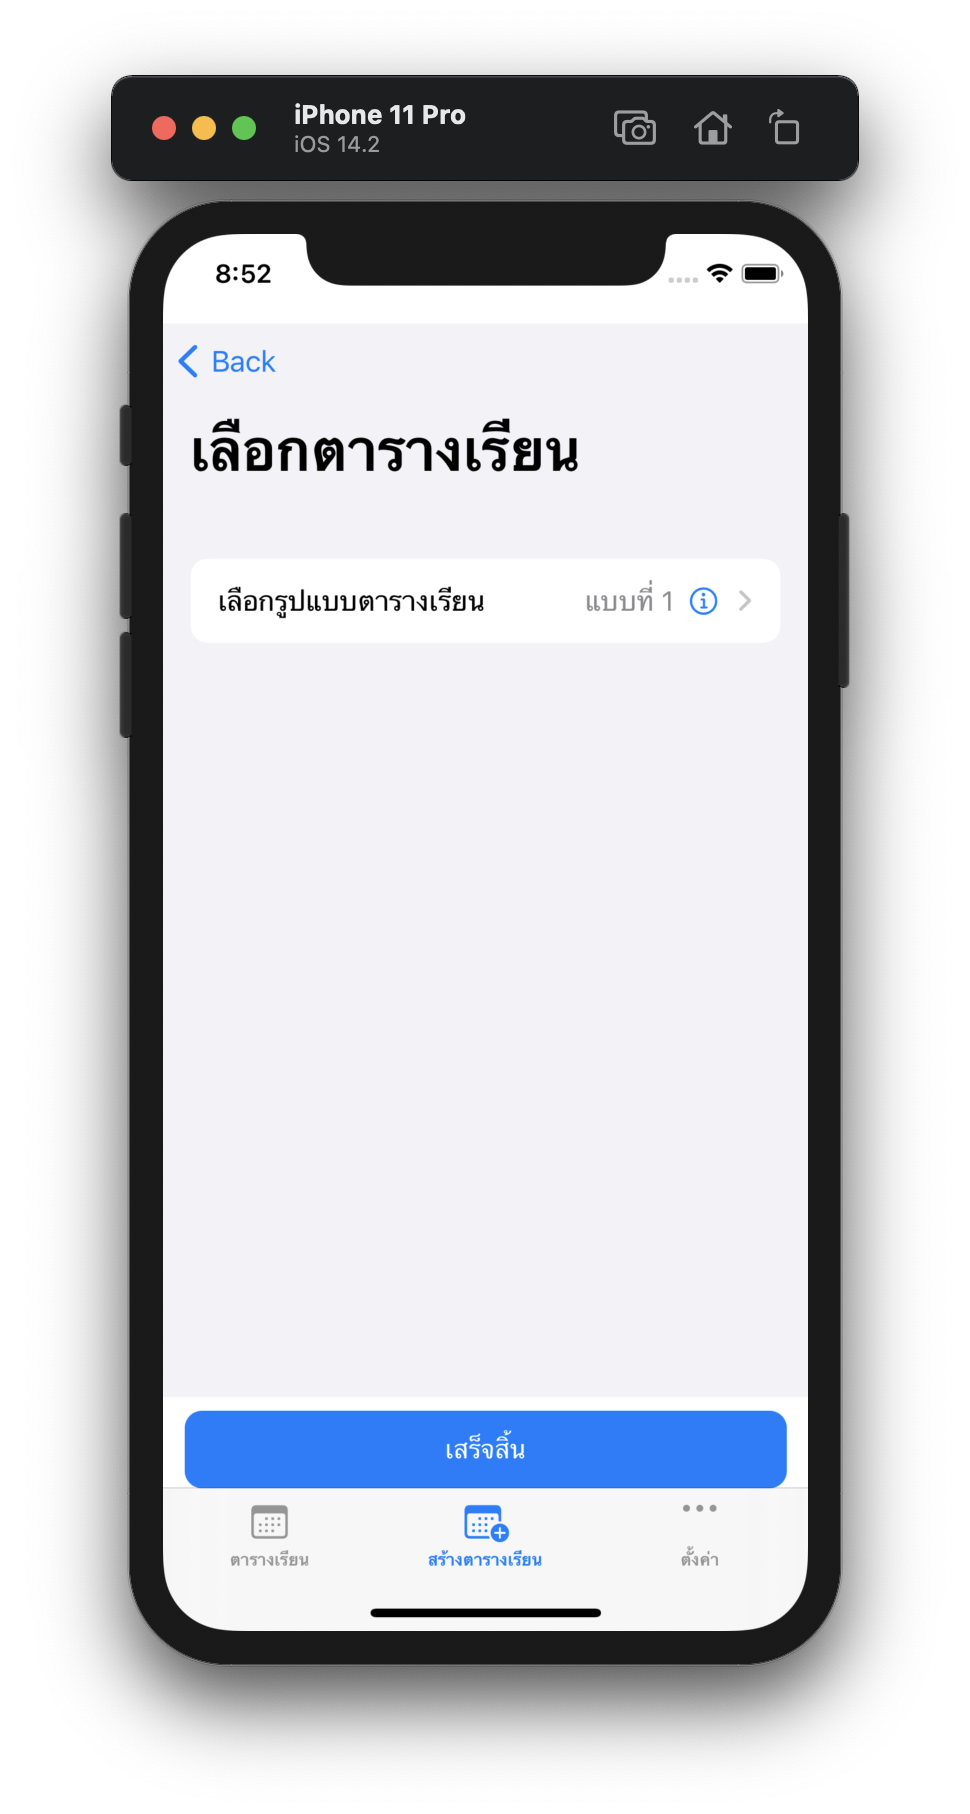 iPhone 11 Pro
iOS 14.2
8:52
Back
เลือกตารางเรียน
เลือกรูปแบบตารางเรียน แบบที่ 1
เสร็จสิ้น
ตารางเรียน สร้างตารางเรียน ตั้งค่า